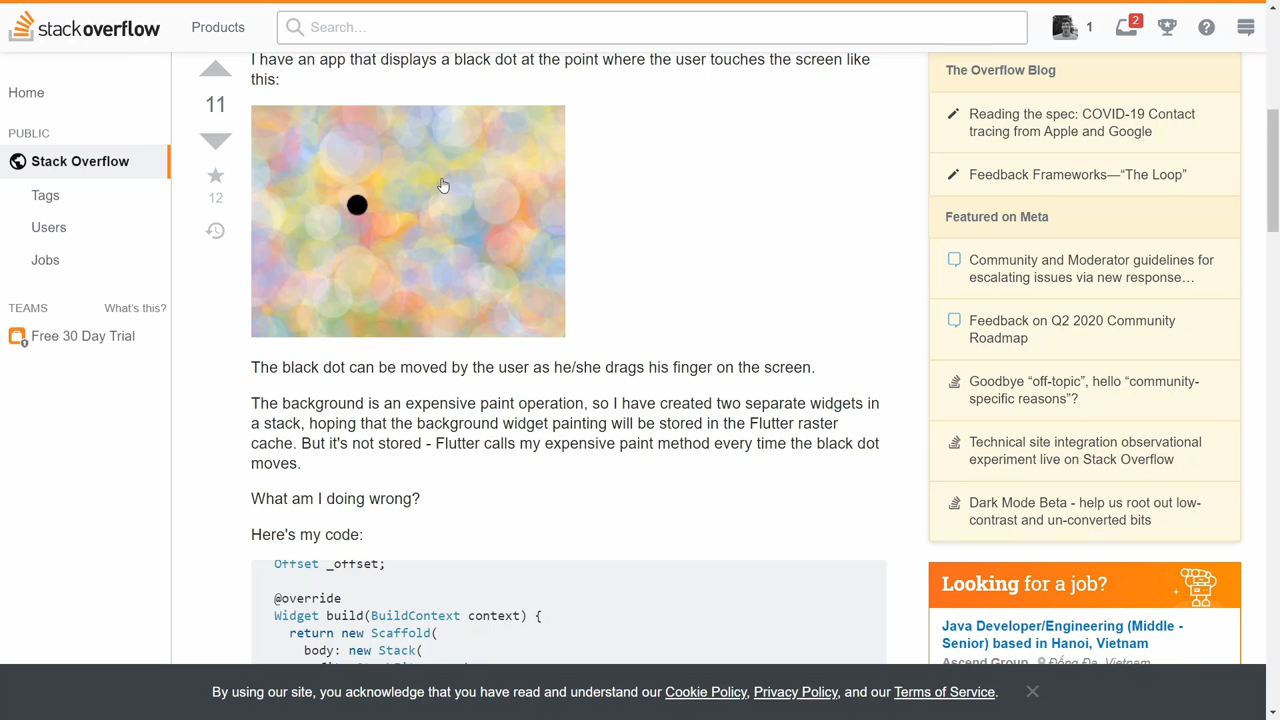 stackoverflow
Products
Search...
1
2
Home
PUBLIC
Stack Overflow
Tags
Users
Jobs
TEAMS
What's this?
Free 30 Day Trial
11
12
I have an app that displays a black dot at the point where the user touches the screen like
this:
The black dot can be moved by the user as he/she drags his finger on the screen.
The background is an expensive paint operation, so I have created two separate widgets in
a stack, hoping that the background widget painting will be stored in the Flutter raster
cache. But it's not stored - Flutter calls my expensive paint method every time the black dot
moves.
What am I doing wrong?
Here's my code:
Offset _offset;
@override
Widget build(BuildContext context) {
return new Scaffold(
body: new Stack(
The Overflow Blog
Reading the spec: COVID-19 Contact
tracing from Apple and Google
Feedback Frameworks—“The Loop”
Featured on Meta
Community and Moderator guidelines for
escalating issues via new response…
Feedback on Q2 2020 Community
Roadmap
Goodbye “off-topic”, hello “community-
specific reasons”?
Technical site integration observational
experiment live on Stack Overflow
Dark Mode Beta - help us root out low-
contrast and un-converted bits
Looking for a job?
Java Developer/Engineering (Middle -
Senior) based in Hanoi, Vietnam
Ascend Group Đống Đa, Vietnam
By using our site, you acknowledge that you have read and understand our Cookie Policy, Privacy Policy, and our Terms of Service.